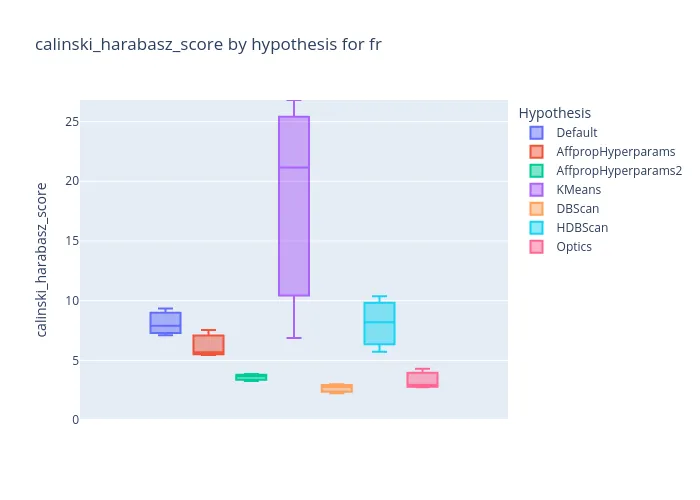 calinski_harabasz_score by hypothesis for fr
calinski_harabasz_score
25
20
15
10
5
0
Hypothesis
Default
AffpropHyperparams
AffpropHyperparams2
KMeans
DBScan
HDBScan
Optics